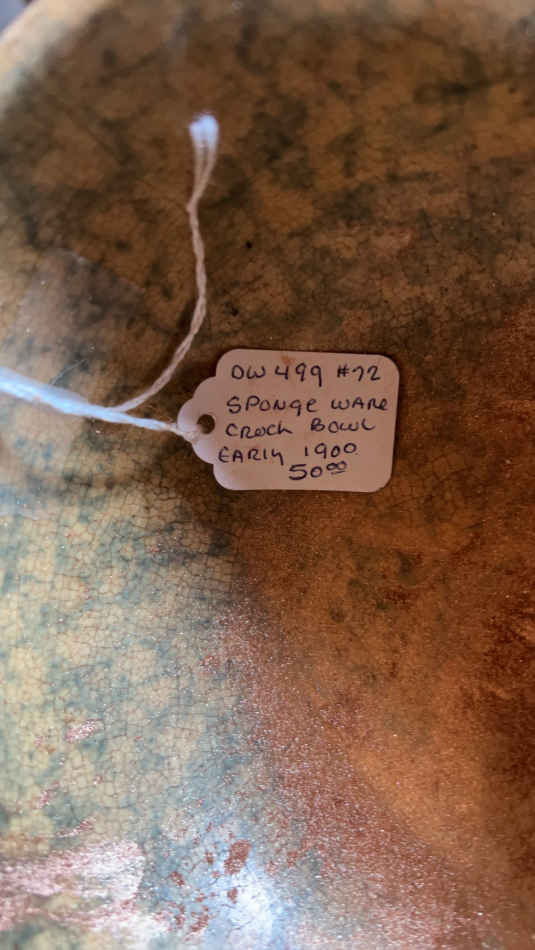 DW 499 #72
SPONGE WARE
CROCK BOWL
EARLY 1900
50.00